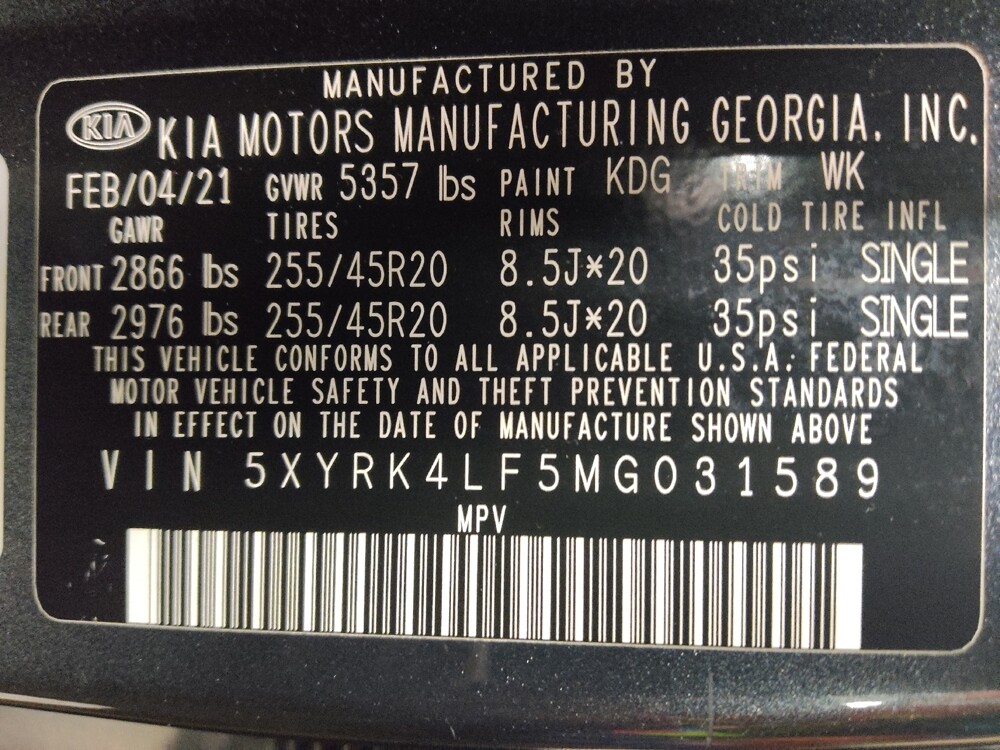 MANUFACTURED BY
KIA KIA MOTORS MANUFACTURING GEORGIA, INC.
FEB/04/21 GVWR 5357 lbs PAINT KDG TRIM WK
GAWR TIRES RIMS COLD TIRE INFL
FRONT 2866 lbs 255/45R20 8.5J*20 35psi SINGLE
REAR 2976 lbs 255/45R20 8.5J*20 35psi SINGLE
THIS VEHICLE CONFORMS TO ALL APPLICABLE U.S.A. FEDERAL
MOTOR VEHICLE SAFETY AND THEFT PREVENTION STANDARDS
IN EFFECT ON THE DATE OF MANUFACTURE SHOWN ABOVE
VIN 5XYRK4LF5MG031589
MPV